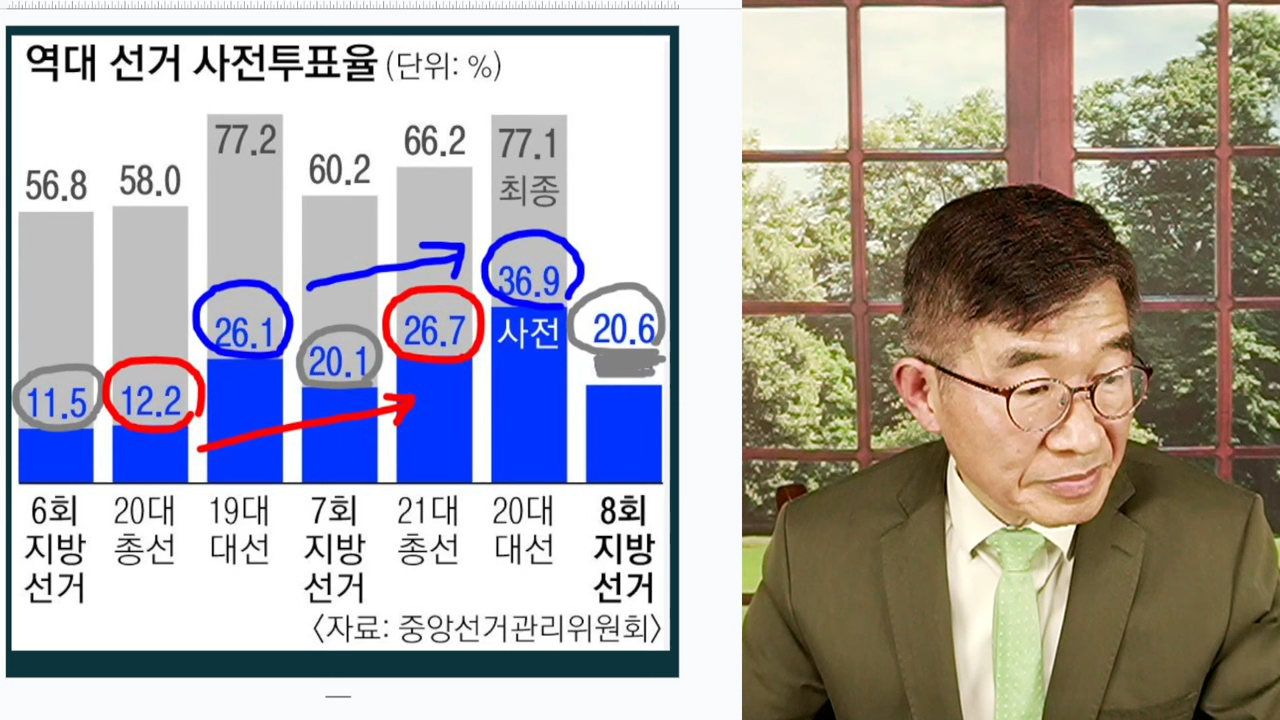 역대 선거 사전투표율 (단위: %)
56.8
58.0
77.2
60.2
66.2
77.1
최종
11.5
12.2
26.1
20.1
26.7
36.9
사전
20.6
6회
지방
선거
20대
총선
19대
대선
7회
지방
선거
21대
총선
20대
대선
8회
지방
선거
〈자료: 중앙선거관리위원회〉